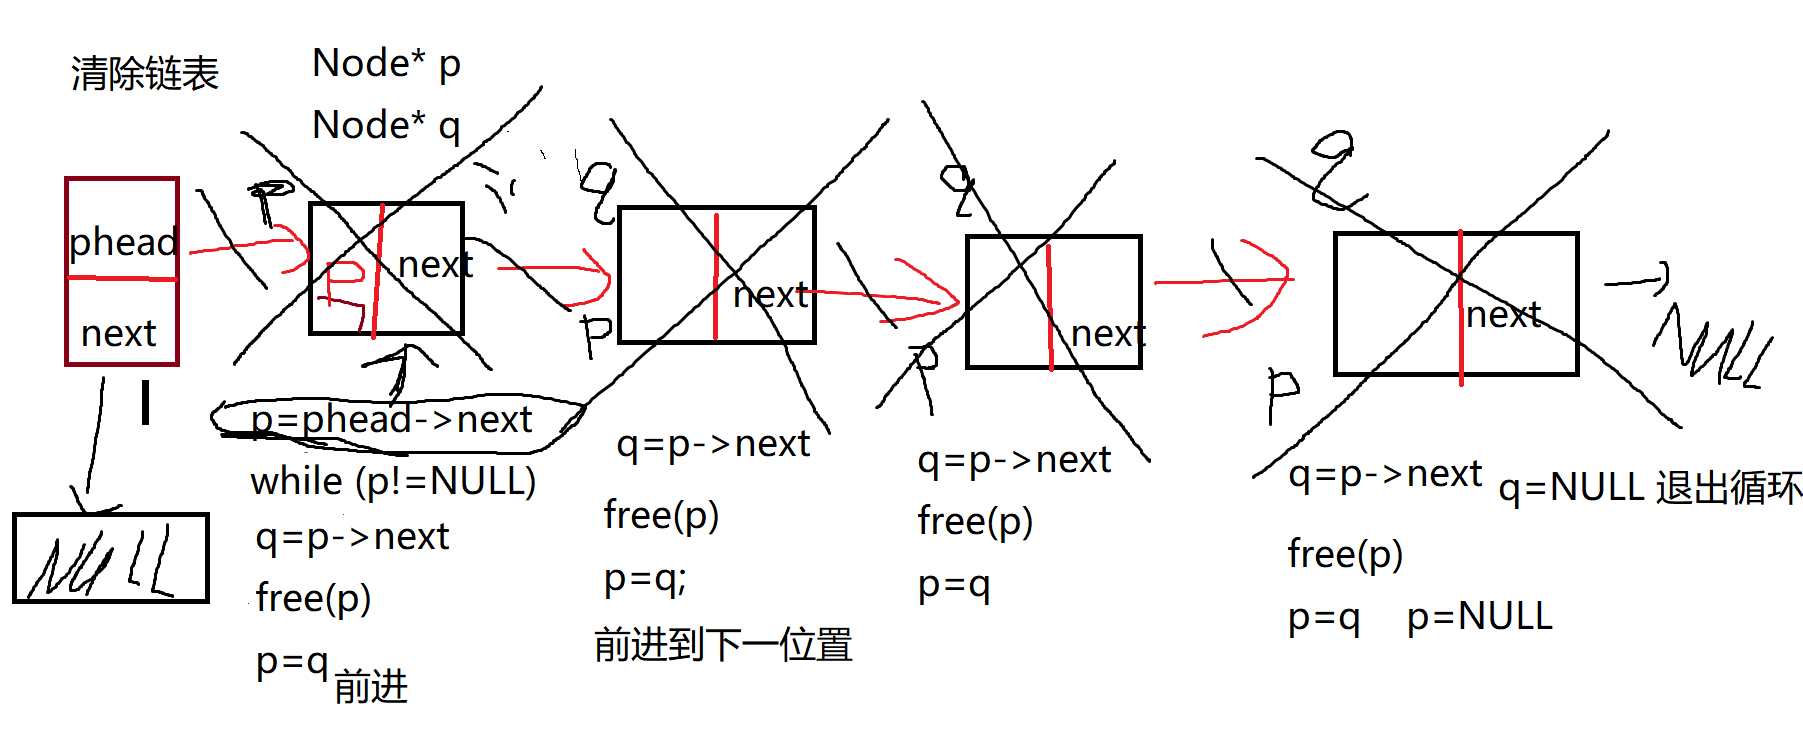 清除链表
Node* p
Node* q
phead
next
NULL
p
P
next
p=phead->next
while (p!=NULL)
q=p->next
free(p)
p=q
前进
q
p
next
q=p->next
free(p)
p=q;
前进到下一位置
q
p
next
q=p->next
free(p)
p=q
q
p
next
NULL
q=p->next
q=NULL 退出循环
free(p)
p=q p=NULL